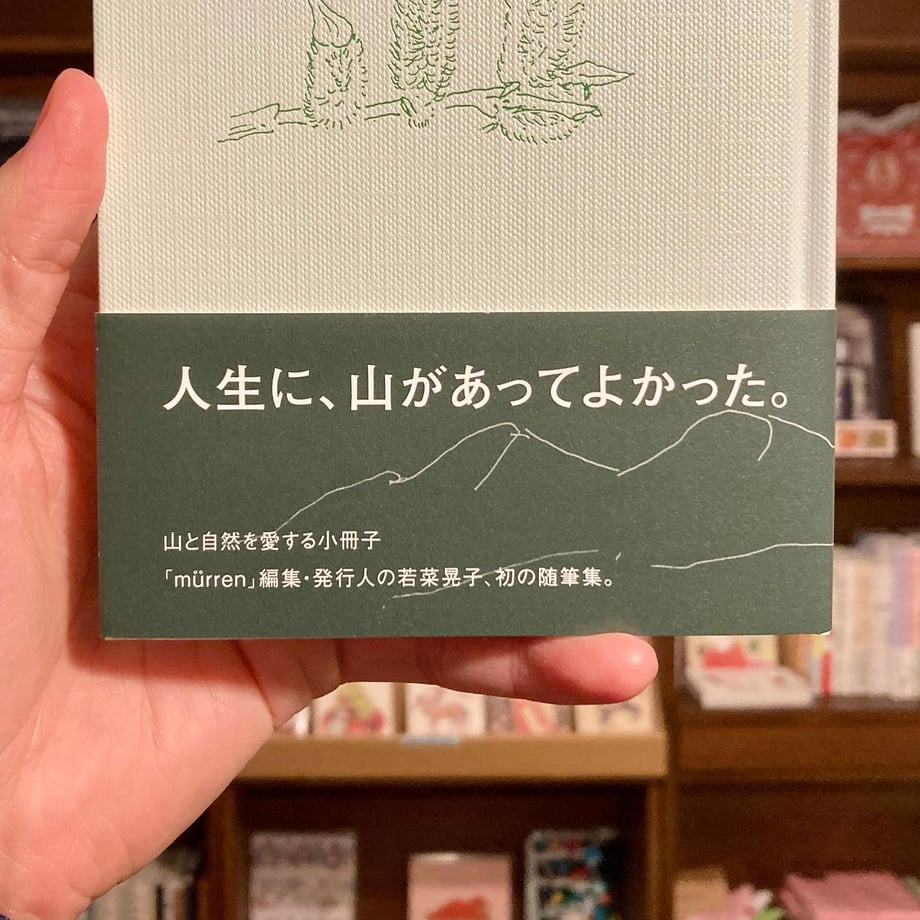 人生に、山があってよかった。
山と自然を愛する小冊子
「mürren」編集・発行人の若菜晃子、初の随筆集。